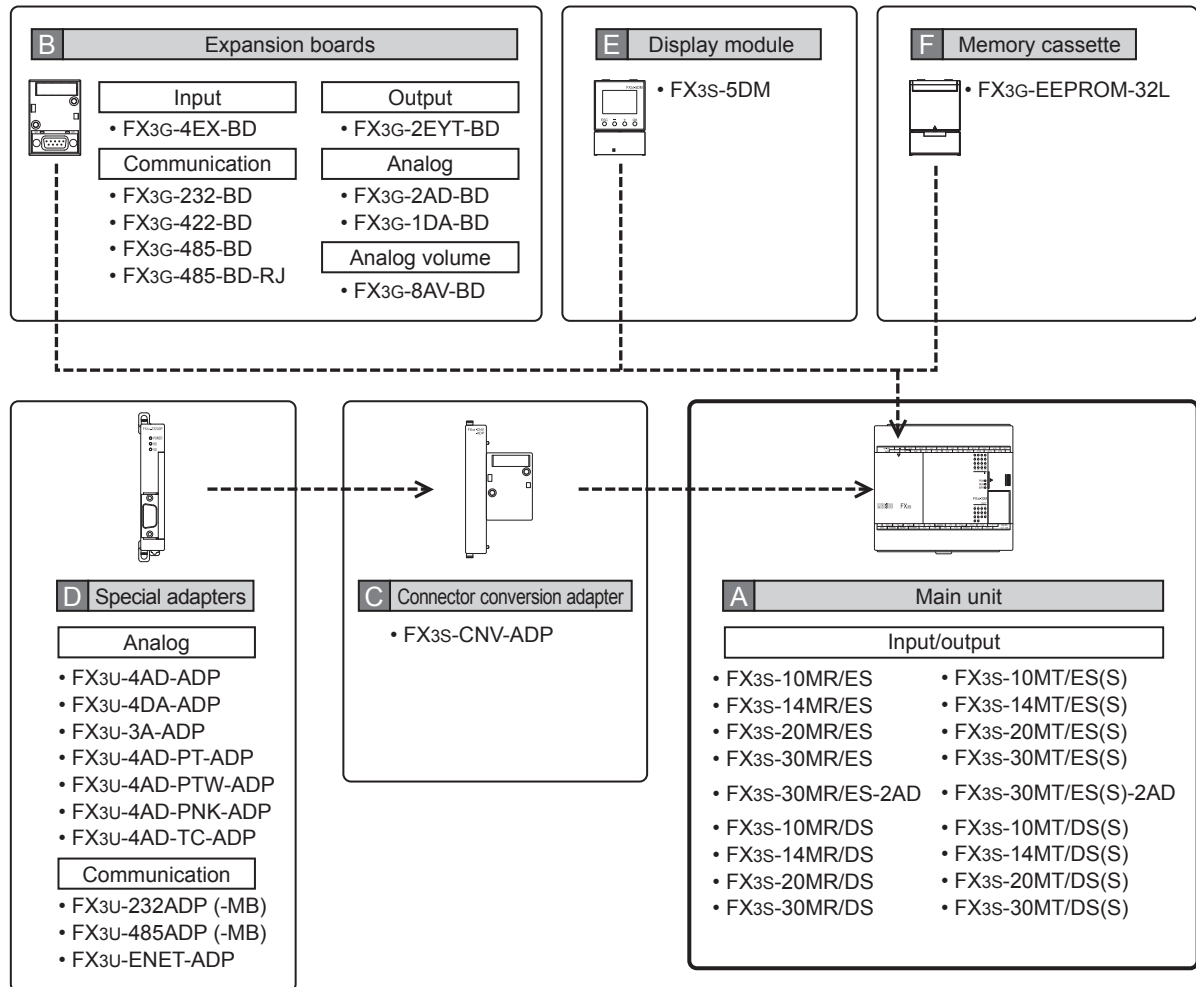 B Expansion boards
Input
• FX3G-4EX-BD
Communication
• FX3G-232-BD
• FX3G-422-BD
• FX3G-485-BD
• FX3G-485-BD-RJ
Output
• FX3G-2EYT-BD
Analog
• FX3G-2AD-BD
• FX3G-1DA-BD
Analog volume
• FX3G-8AV-BD
E Display module
• FX3S-5DM
F Memory cassette
• FX3G-EEPROM-32L
D Special adapters
Analog
• FX3U-4AD-ADP
• FX3U-4DA-ADP
• FX3U-3A-ADP
• FX3U-4AD-PT-ADP
• FX3U-4AD-PTW-ADP
• FX3U-4AD-PNK-ADP
• FX3U-4AD-TC-ADP
Communication
• FX3U-232ADP (-MB)
• FX3U-485ADP (-MB)
• FX3U-ENET-ADP
C Connector conversion adapter
• FX3S-CNV-ADP
A Main unit
Input/output
• FX3S-10MR/ES
• FX3S-14MR/ES
• FX3S-20MR/ES
• FX3S-30MR/ES
• FX3S-30MR/ES-2AD
• FX3S-10MR/DS
• FX3S-14MR/DS
• FX3S-20MR/DS
• FX3S-30MR/DS
• FX3S-10MT/ES(S)
• FX3S-14MT/ES(S)
• FX3S-20MT/ES(S)
• FX3S-30MT/ES(S)
• FX3S-30MT/ES(S)-2AD
• FX3S-10MT/DS(S)
• FX3S-14MT/DS(S)
• FX3S-20MT/DS(S)
• FX3S-30MT/DS(S)